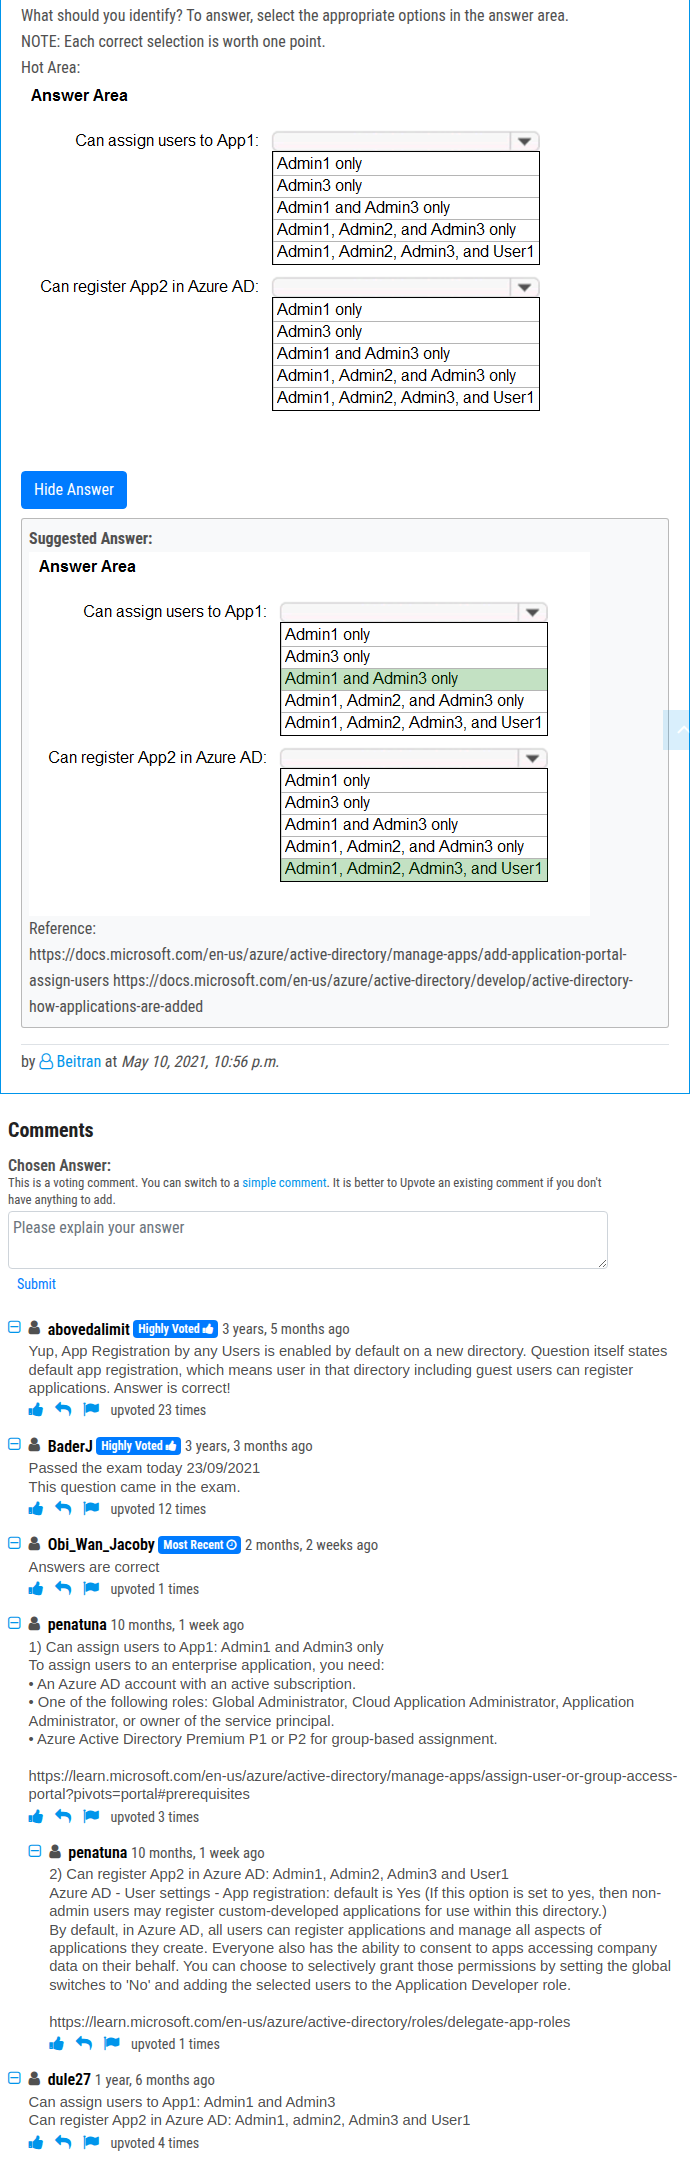 What should you identify? To answer, select the appropriate options in the answer area.
NOTE: Each correct selection is worth one point.
Hot Area:
Answer Area
Can assign users to App1:
Admin1 only
Admin3 only
Admin1 and Admin3 only
Admin1, Admin2, and Admin3 only
Admin1, Admin2, Admin3, and User1
Can register App2 in Azure AD:
Admin1 only
Admin3 only
Admin1 and Admin3 only
Admin1, Admin2, and Admin3 only
Admin1, Admin2, Admin3, and User1
Hide Answer
Suggested Answer:
Answer Area
Can assign users to App1:
Admin1 only
Admin3 only
Admin1 and Admin3 only
Admin1, Admin2, and Admin3 only
Admin1, Admin2, Admin3, and User1
Can register App2 in Azure AD:
Admin1 only
Admin3 only
Admin1 and Admin3 only
Admin1, Admin2, and Admin3 only
Admin1, Admin2, Admin3, and User1
Reference:
https://docs.microsoft.com/en-us/azure/active-directory/manage-apps/add-application-portal-
assign-users https://docs.microsoft.com/en-us/azure/active-directory/develop/active-directory-
how-applications-are-added
by Beitran at May 10, 2021, 10:56 p.m.
Comments
Chosen Answer:
This is a voting comment. You can switch to a simple comment. It is better to Upvote an existing comment if you don't
have anything to add.
Please explain your answer
Submit
abovedalimit Highly Voted 3 years, 5 months ago
Yup, App Registration by any Users is enabled by default on a new directory. Question itself states
default app registration, which means user in that directory including guest users can register
applications. Answer is correct!
upvoted 23 times
BaderJ Highly Voted 3 years, 3 months ago
Passed the exam today 23/09/2021
This question came in the exam.
upvoted 12 times
Obi_Wan_Jacoby Most Recent 2 months, 2 weeks ago
Answers are correct
upvoted 1 times
penatuna 10 months, 1 week ago
1) Can assign users to App1: Admin1 and Admin3 only
To assign users to an enterprise application, you need:
• An Azure AD account with an active subscription.
• One of the following roles: Global Administrator, Cloud Application Administrator, Application
Administrator, or owner of the service principal.
• Azure Active Directory Premium P1 or P2 for group-based assignment.
https://learn.microsoft.com/en-us/azure/active-directory/manage-apps/assign-user-or-group-access-
portal?pivots=portal#prerequisites
upvoted 3 times
penatuna 10 months, 1 week ago
2) Can register App2 in Azure AD: Admin1, Admin2, Admin3 and User1
Azure AD - User settings - App registration: default is Yes (If this option is set to yes, then non-
admin users may register custom-developed applications for use within this directory.)
By default, in Azure AD, all users can register applications and manage all aspects of
applications they create. Everyone also has the ability to consent to apps accessing company
data on their behalf. You can choose to selectively grant those permissions by setting the global
switches to 'No' and adding the selected users to the Application Developer role.
https://learn.microsoft.com/en-us/azure/active-directory/roles/delegate-app-roles
upvoted 1 times
dule27 1 year, 6 months ago
Can assign users to App1: Admin1 and Admin3
Can register App2 in Azure AD: Admin1, admin2, Admin3 and User1
upvoted 4 times